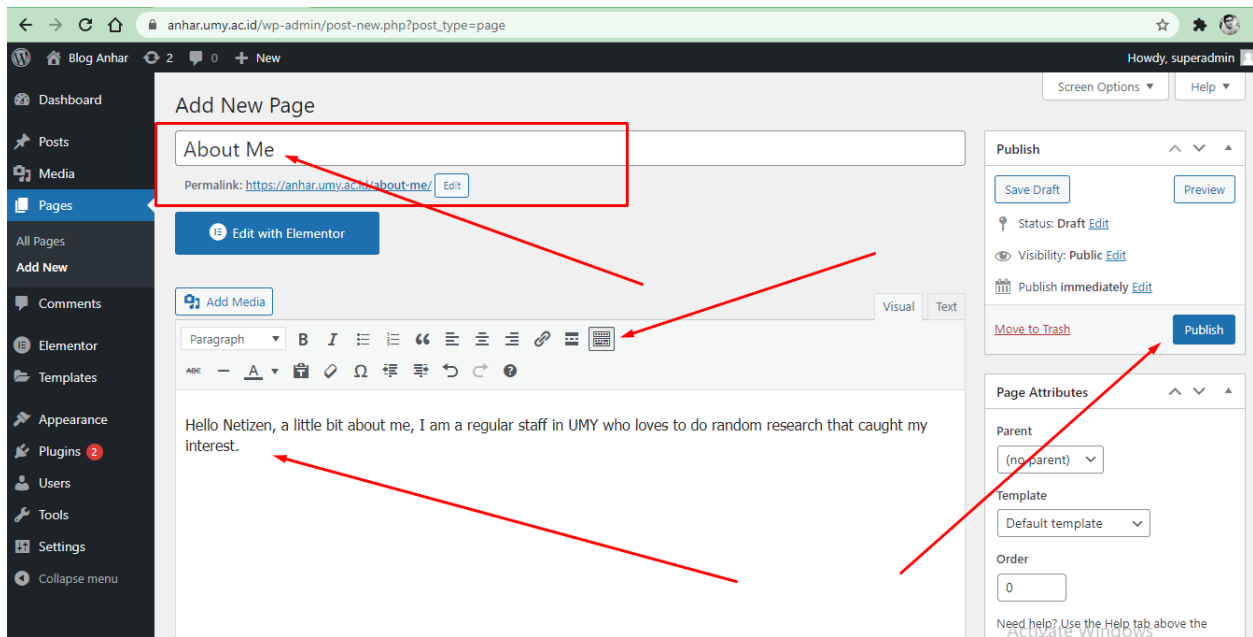 anhar.umy.ac.id/wp-admin/post-new.php?post_type=page
Blog Anhar 2 0 New
Howdy, superadmin
Dashboard
Posts
Media
Pages
All Pages
Add New
Comments
Elementor
Templates
Appearance
Plugins 2
Users
Tools
Settings
Collapse menu
Screen Options Help
Add New Page
About Me
Permalink: https://anhar.umy.ac.id/about-me/ Edit
Edit with Elementor
Add Media
Visual Text
Paragraph B I
ABC A Ω
Hello Netizen, a little bit about me, I am a regular staff in UMY who loves to do random research that caught my
interest.
Publish
Save Draft Preview
Status: Draft Edit
Visibility: Public Edit
Publish immediately Edit
Move to Trash Publish
Page Attributes
Parent
(no parent)
Template
Default template
Order
0
Need help? Use the Help tab above the
Activate Windows